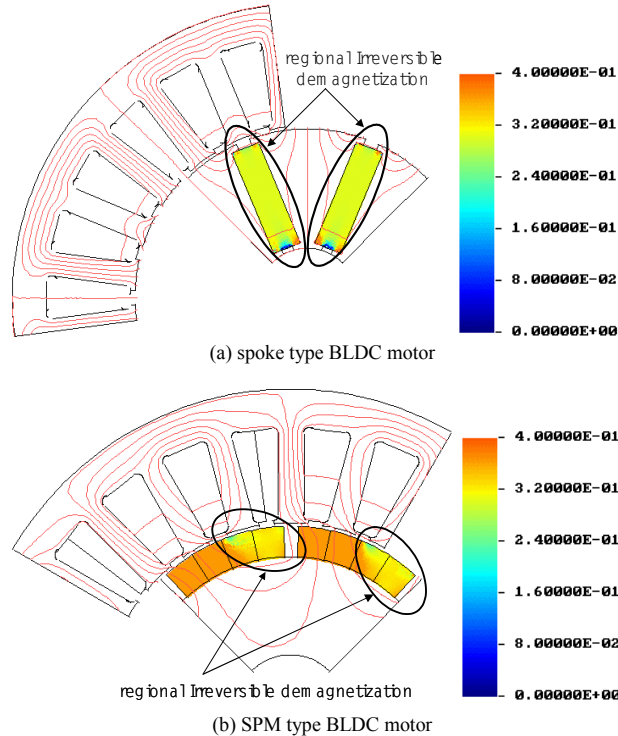 regional Irreversible
demagnetization
4.00000E-01
3.20000E-01
2.40000E-01
1.60000E-01
8.00000E-02
0.00000E+00
(a) spoke type BLDC motor
4.00000E-01
3.20000E-01
2.40000E-01
1.60000E-01
8.00000E-02
0.00000E+00
regional Irreversible demagnetization
(b) SPM type BLDC motor